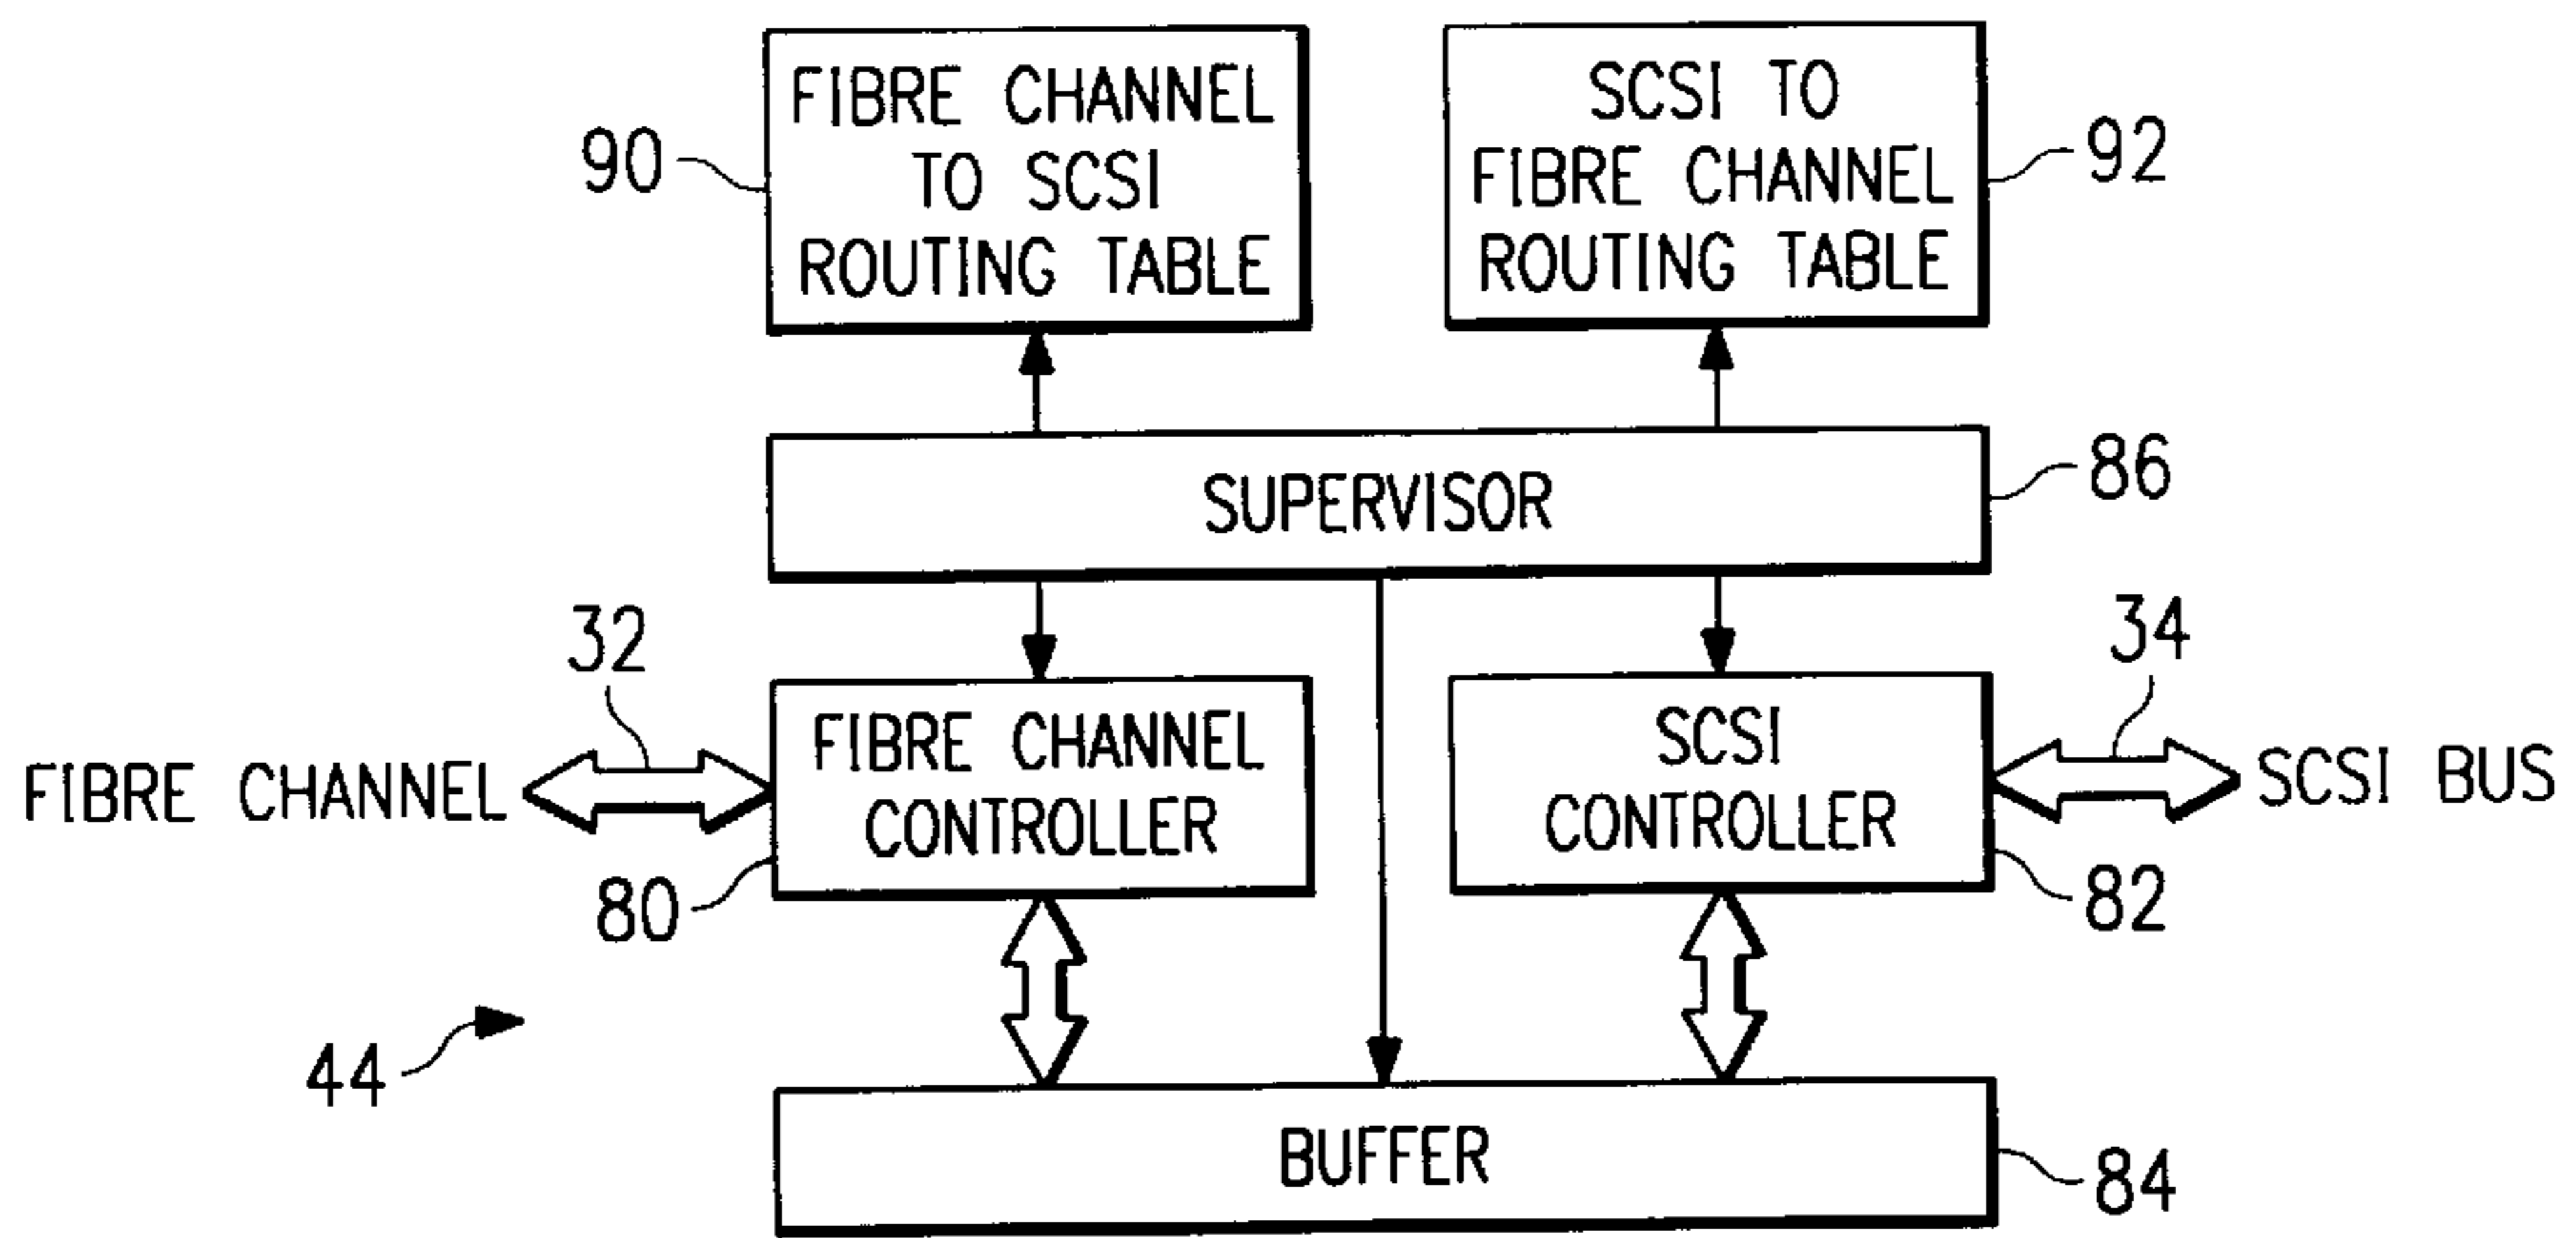 FIBRE CHANNEL
TO SCSI
ROUTING TABLE
90
SCSI TO
FIBRE CHANNEL
ROUTING TABLE
92
SUPERVISOR
86
32
34
FIBRE CHANNEL
FIBRE CHANNEL
CONTROLLER
80
SCSI
CONTROLLER
82
SCSI BUS
44
BUFFER
84